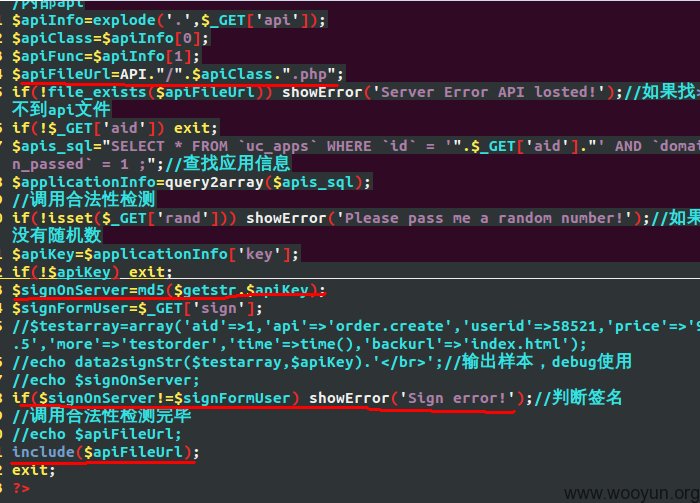 //内部api
$apiInfo=explode('.',$_GET['api']);
$apiClass=$apiInfo[0];
$apiFunc=$apiInfo[1];
$apiFileUrl=API."/".$apiClass.".php";
if(!file_exists($apiFileUrl)) showError('Server Error API losted!');//如果找
不到api文件
if(!$_GET['aid']) exit;
$apis_sql="SELECT * FROM `uc_apps` WHERE `id` = '".$_GET['aid']."' AND `domai
n_passed` = 1 ;";//查找应用信息
$applicationInfo=query2array($apis_sql);
//调用合法性检测
if(!isset($_GET['rand'])) showError('Please pass me a random number!');//如果
没有随机数
$apiKey=$applicationInfo['key'];
if(!$apiKey) exit;
$signOnServer=md5($getstr.$apiKey);
$signFormUser=$_GET['sign'];
//$testarray=array('aid'=>1,'api'=>'order.create','userid'=>58521,'price'=>'9
.5','more'=>'testorder','time'=>time(),'backurl'=>'index.html');
//echo data2signStr($testarray,$apiKey).'</br>';//输出样本，debug使用
//echo $signOnServer;
if($signOnServer!=$signFormUser) showError('Sign error!');//判断签名
//调用合法性检测完毕
//echo $apiFileUrl;
include($apiFileUrl);
exit;
?>
www.wooyun.org